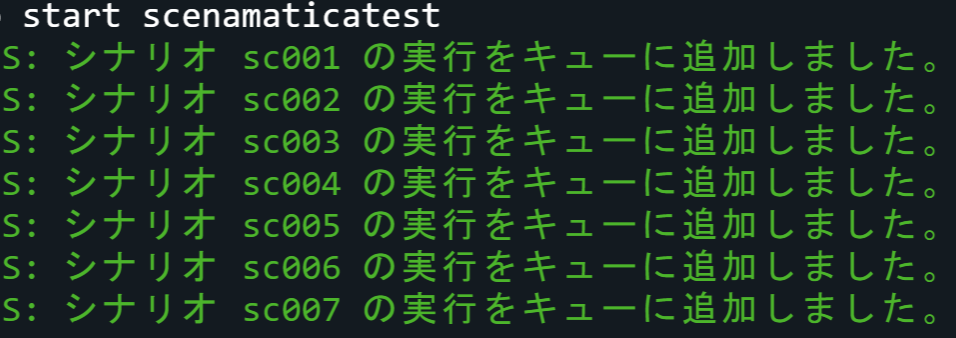 start scenamaticatest
S: シナリオ sc001 の実行をキューに追加しました。
S: シナリオ sc002 の実行をキューに追加しました。
S: シナリオ sc003 の実行をキューに追加しました。
S: シナリオ sc004 の実行をキューに追加しました。
S: シナリオ sc005 の実行をキューに追加しました。
S: シナリオ sc006 の実行をキューに追加しました。
S: シナリオ sc007 の実行をキューに追加しました。